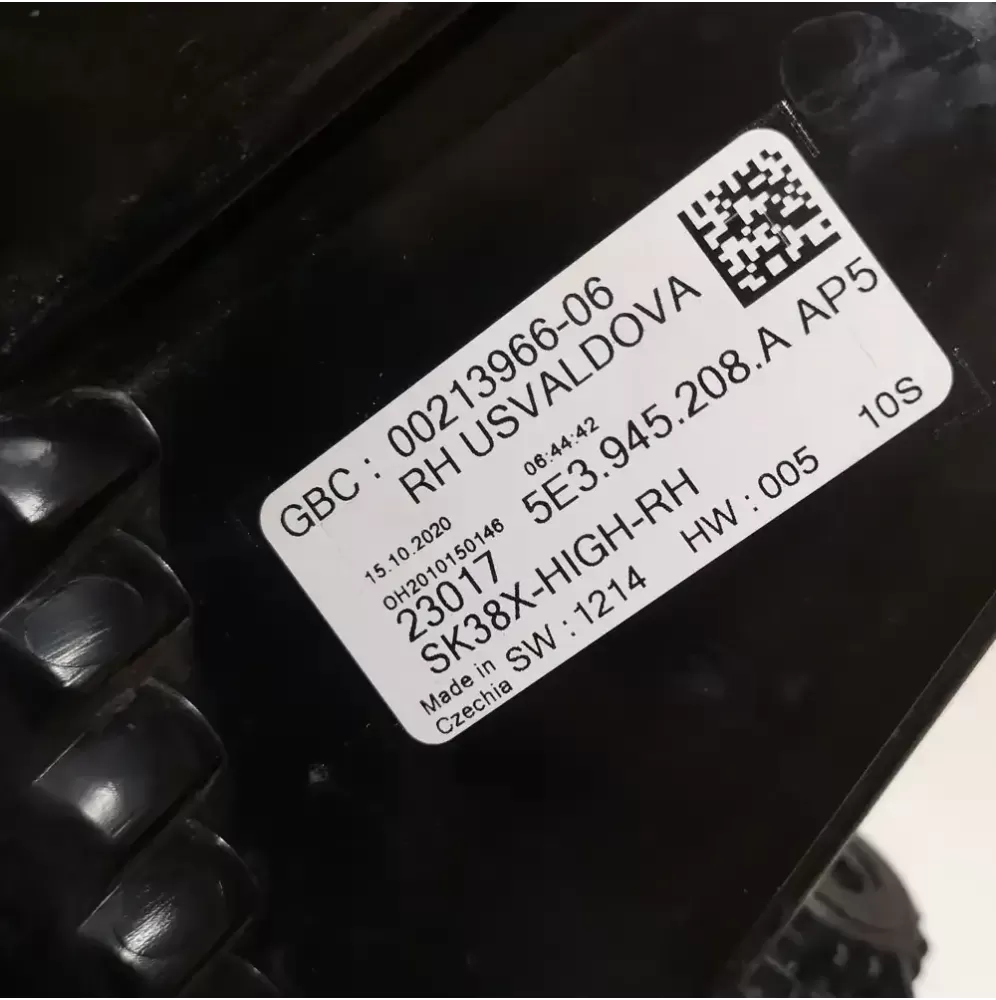 GBC : 00213966-06
RH USVALDOVA
15.10.2020 06:44:42
0H2010150146 5E3.945.208.A AP5
23017
SK38X-HIGH-RH HW : 005 10S
Made in SW : 1214
Czechia